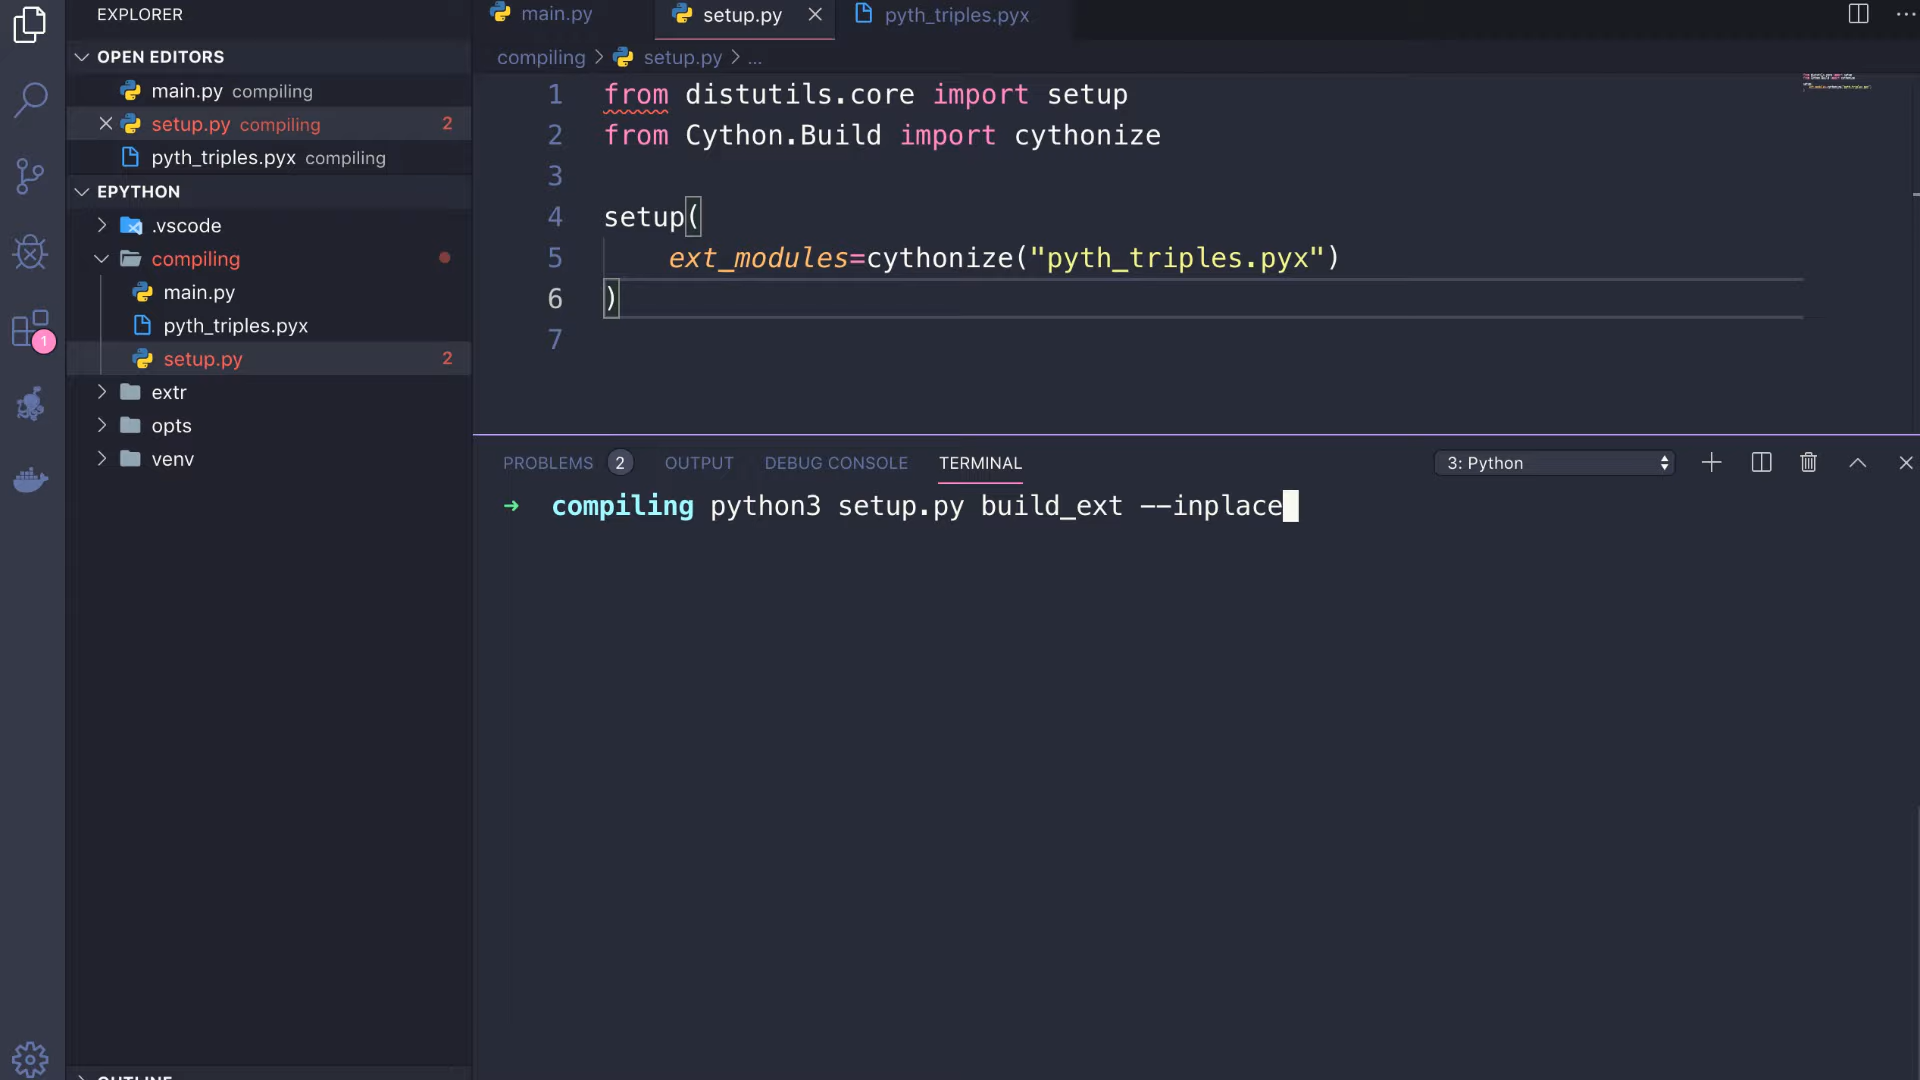 EXPLORER
OPEN EDITORS
main.py compiling
setup.py compiling 2
pyth_triples.pyx compiling
EPYTHON
.vscode
compiling
main.py
pyth_triples.pyx
setup.py 2
extr
opts
venv
OUTLINE
1
main.py
setup.py
pyth_triples.pyx
compiling > setup.py > ...
1 from distutils.core import setup
2 from Cython.Build import cythonize
3
4 setup(
5 ext_modules=cythonize("pyth_triples.pyx")
6 )
7
PROBLEMS 2 OUTPUT DEBUG CONSOLE TERMINAL 3: Python
→ compiling python3 setup.py build_ext --inplace